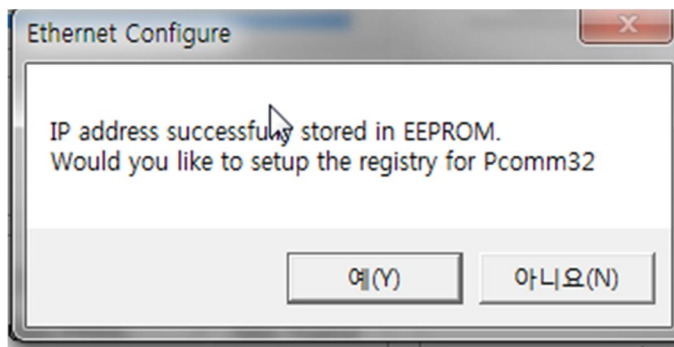 Ethernet Configure
IP address successfully stored in EEPROM.
Would you like to setup the registry for Pcomm32
예(Y)
아니요(N)